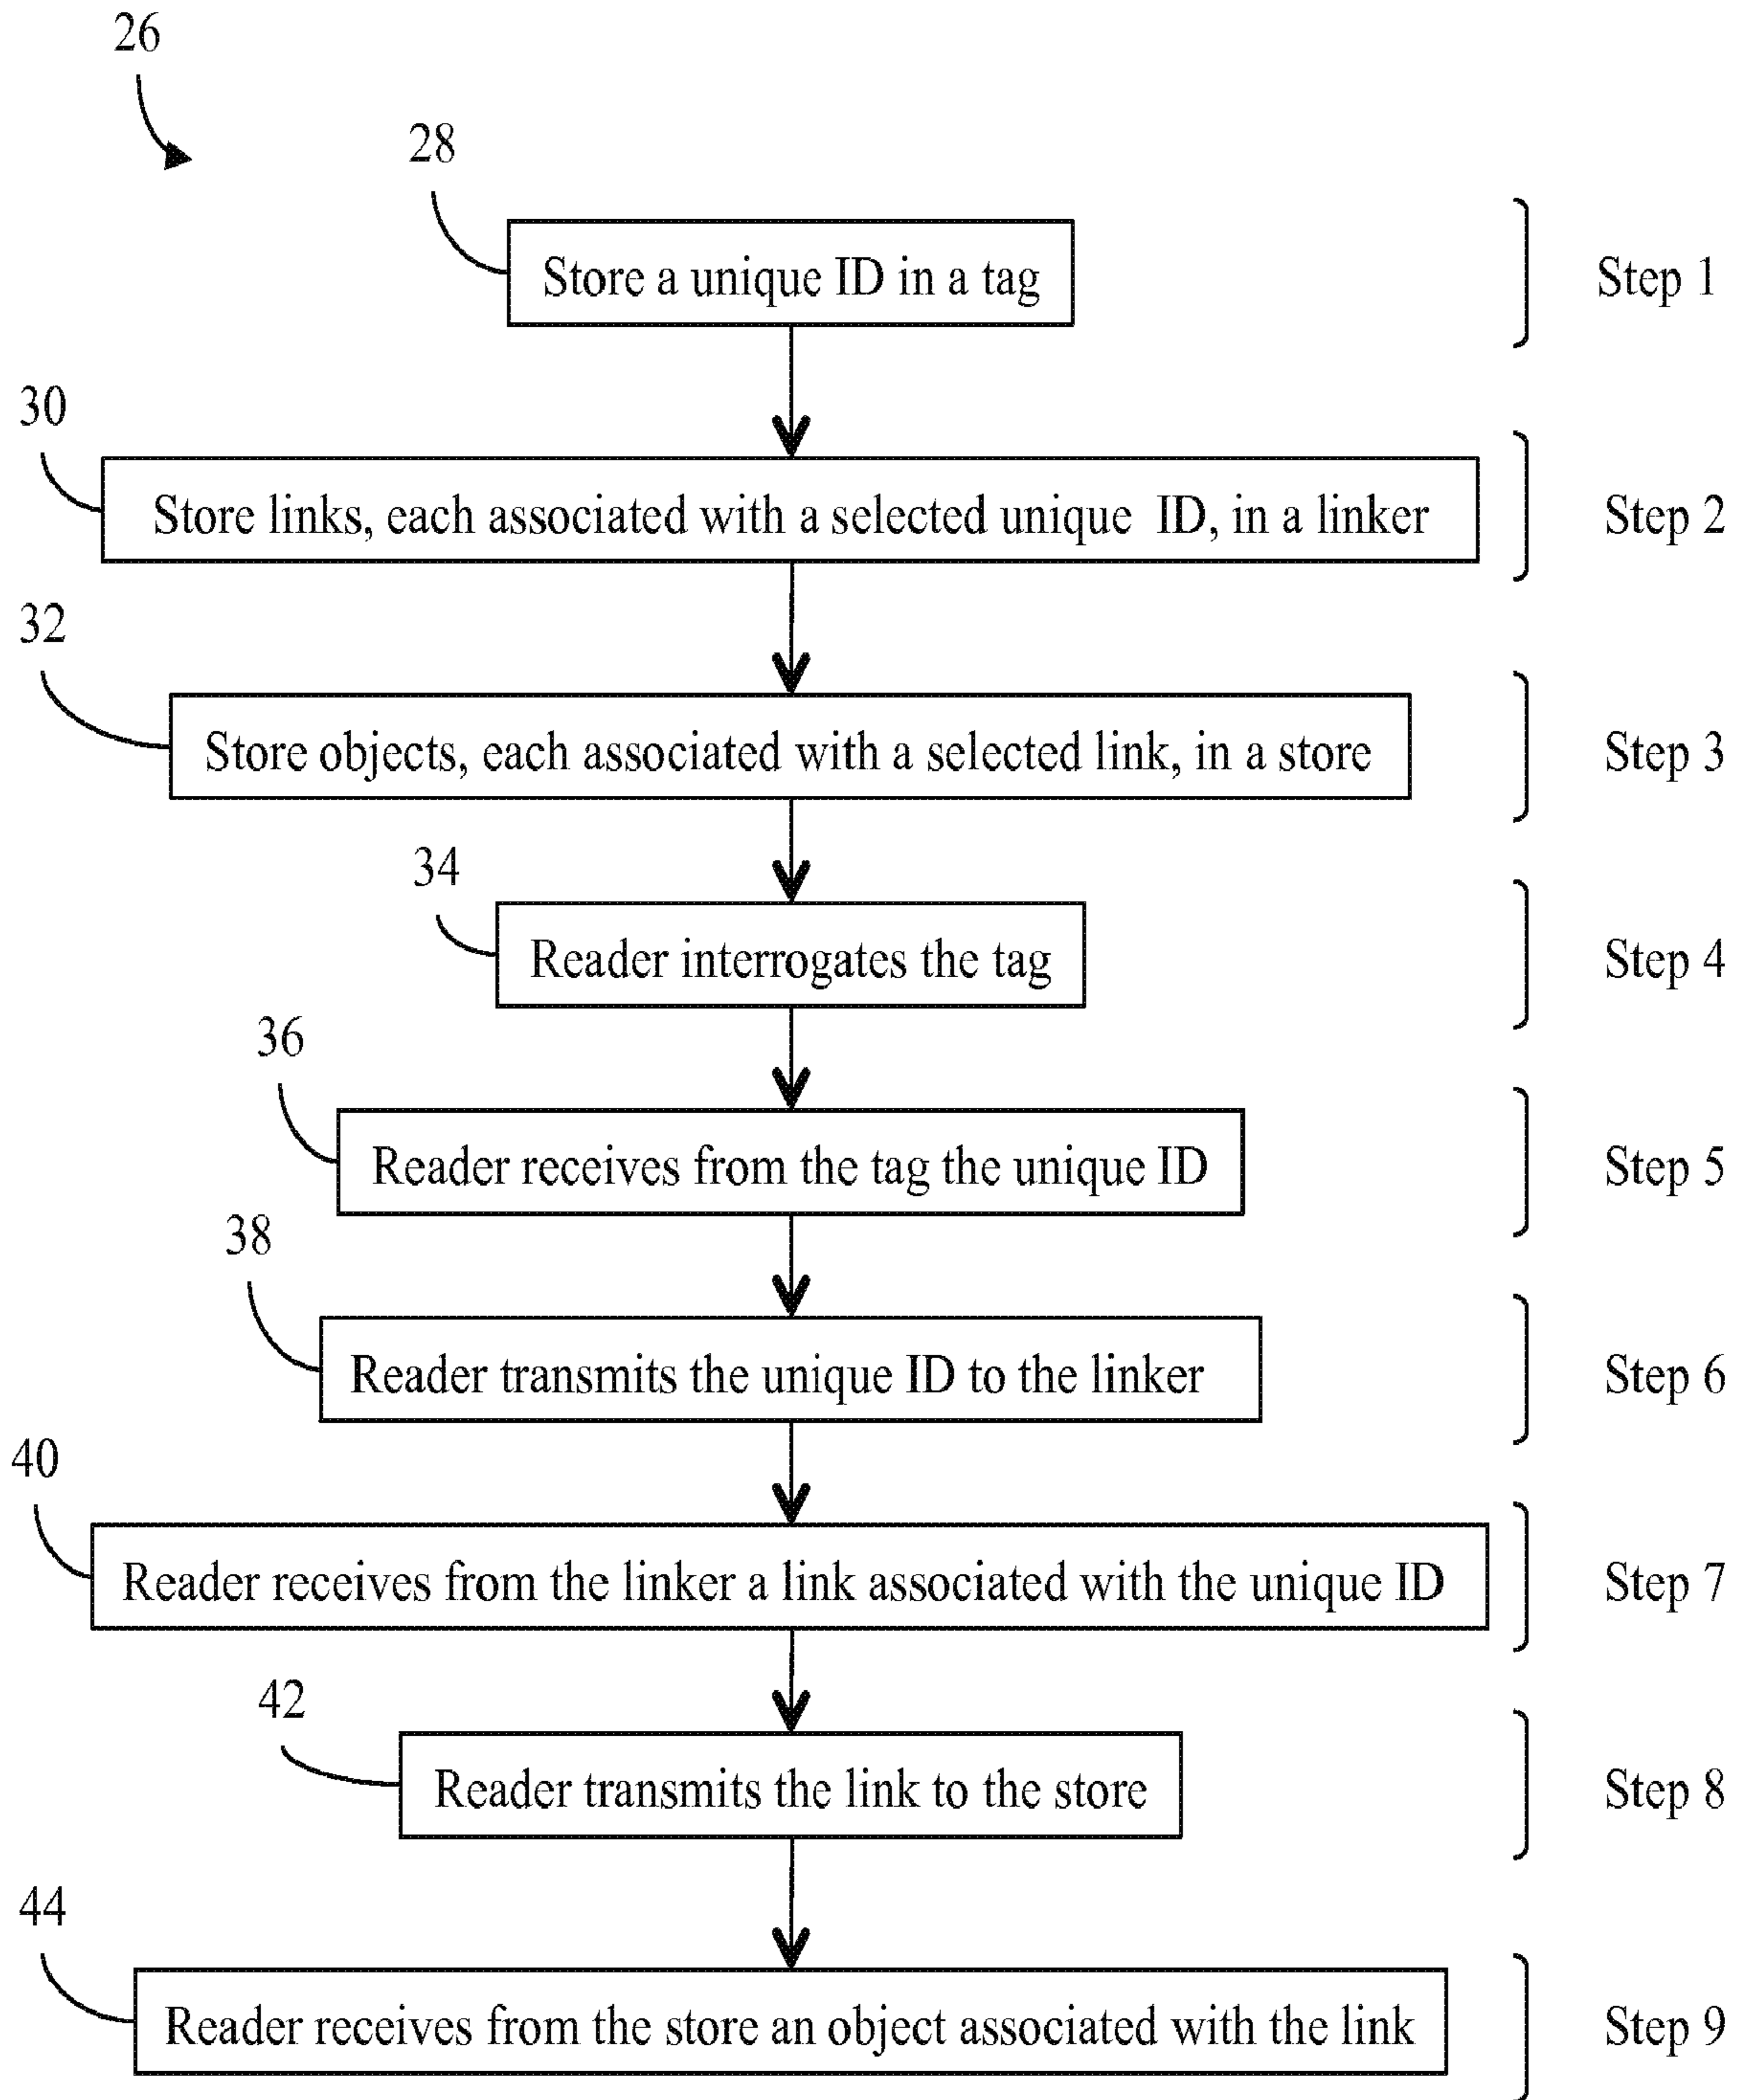 26
28
Store a unique ID in a tag
Step 1
30
Store links, each associated with a selected unique ID, in a linker
Step 2
32
Store objects, each associated with a selected link, in a store
Step 3
34
Reader interrogates the tag
Step 4
36
Reader receives from the tag the unique ID
Step 5
38
Reader transmits the unique ID to the linker
Step 6
40
Reader receives from the linker a link associated with the unique ID
Step 7
42
Reader transmits the link to the store
Step 8
44
Reader receives from the store an object associated with the link
Step 9